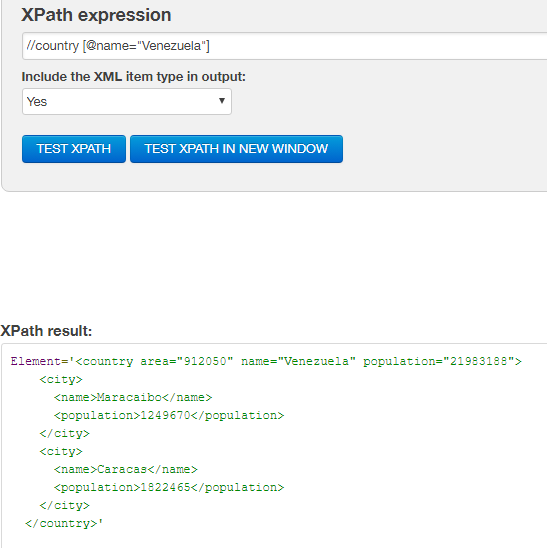 XPath expression
//country [@name="Venezuela"]
Include the XML item type in output:
Yes
TEST XPATH TEST XPATH IN NEW WINDOW
XPath result:
Element='<country area="912050" name="Venezuela" population="21983188">
<city>
<name>Maracaibo</name>
<population>1249670</population>
</city>
<city>
<name>Caracas</name>
<population>1822465</population>
</city>
</country>'